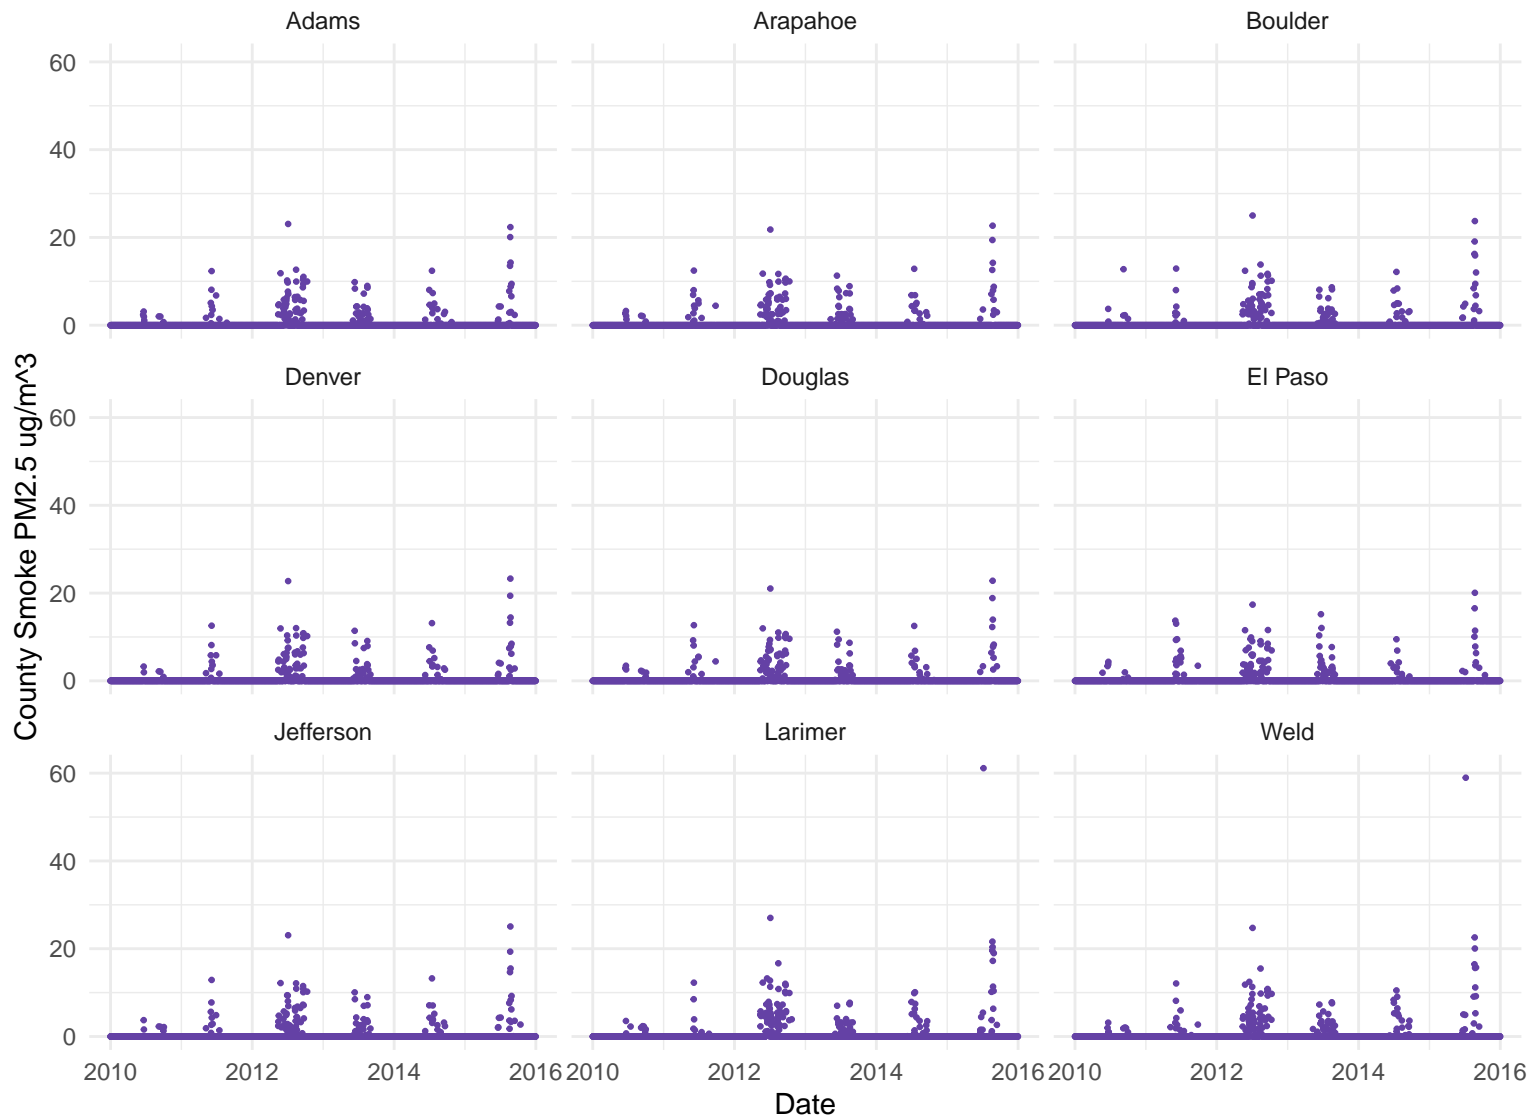 Adams Arapahoe Boulder
60
40
20
0
Denver Douglas El Paso
60
40
20
0
Jefferson Larimer Weld
60
40
20
0
2010 2012 2014 2016 2010 2012 2014 2016 2010 2012 2014 2016
Date
County Smoke PM2.5 ug/m^3